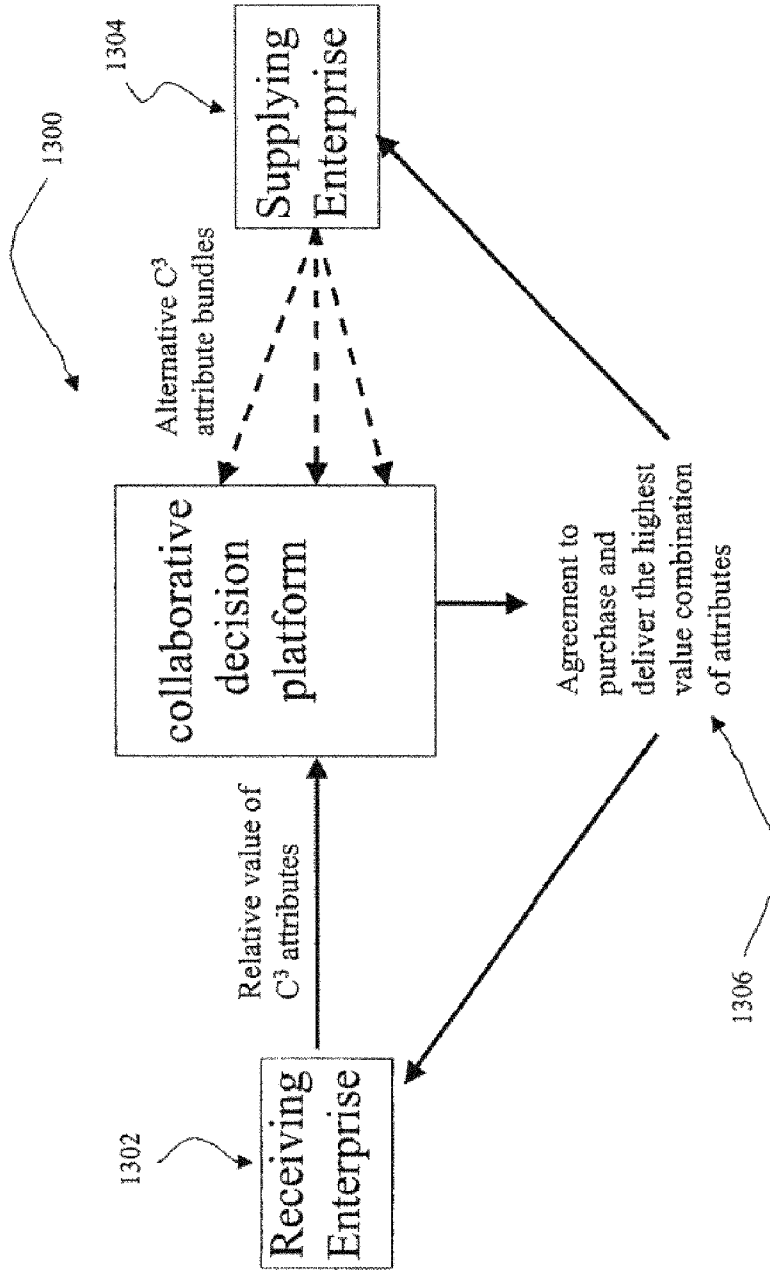 1300
1302
Receiving
Enterprise
Relative value of
C³ attributes
collaborative
decision
platform
Alternative C³
attribute bundles
1304
Supplying
Enterprise
Agreement to
purchase and
deliver the highest
value combination
of attributes
1306